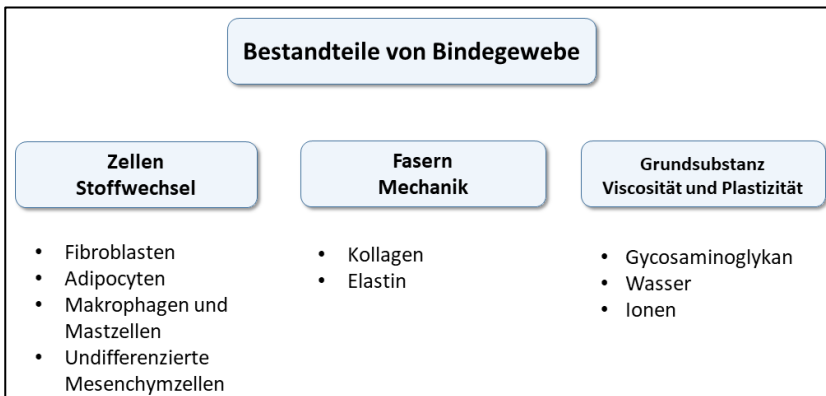 Bestandteile von Bindegewebe
Zellen
Stoffwechsel
• Fibroblasten
• Adipocyten
• Makrophagen und
Mastzellen
• Undifferenzierte
Mesenchymzellen
Fasern
Mechanik
• Kollagen
• Elastin
Grundsubstanz
Viscosität und Plastizität
• Gycosaminoglykan
• Wasser
• Ionen